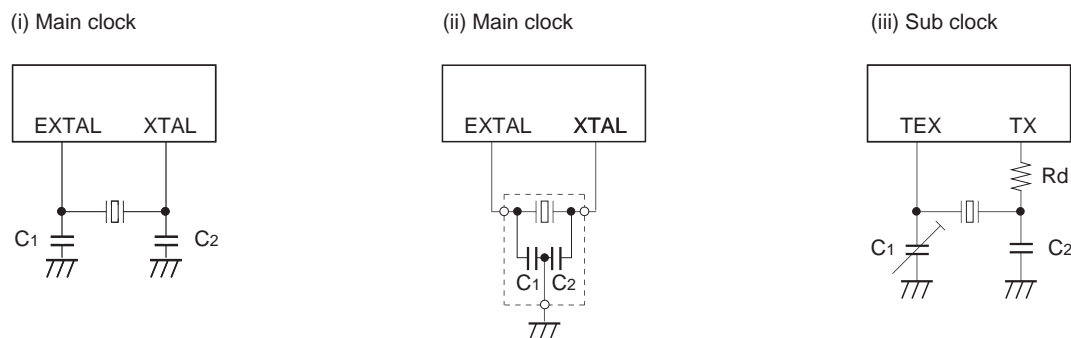 (i) Main clock
EXTAL XTAL
C1 C2
(ii) Main clock
EXTAL XTAL
C1 C2
(iii) Sub clock
TEX TX
Rd
C1 C2